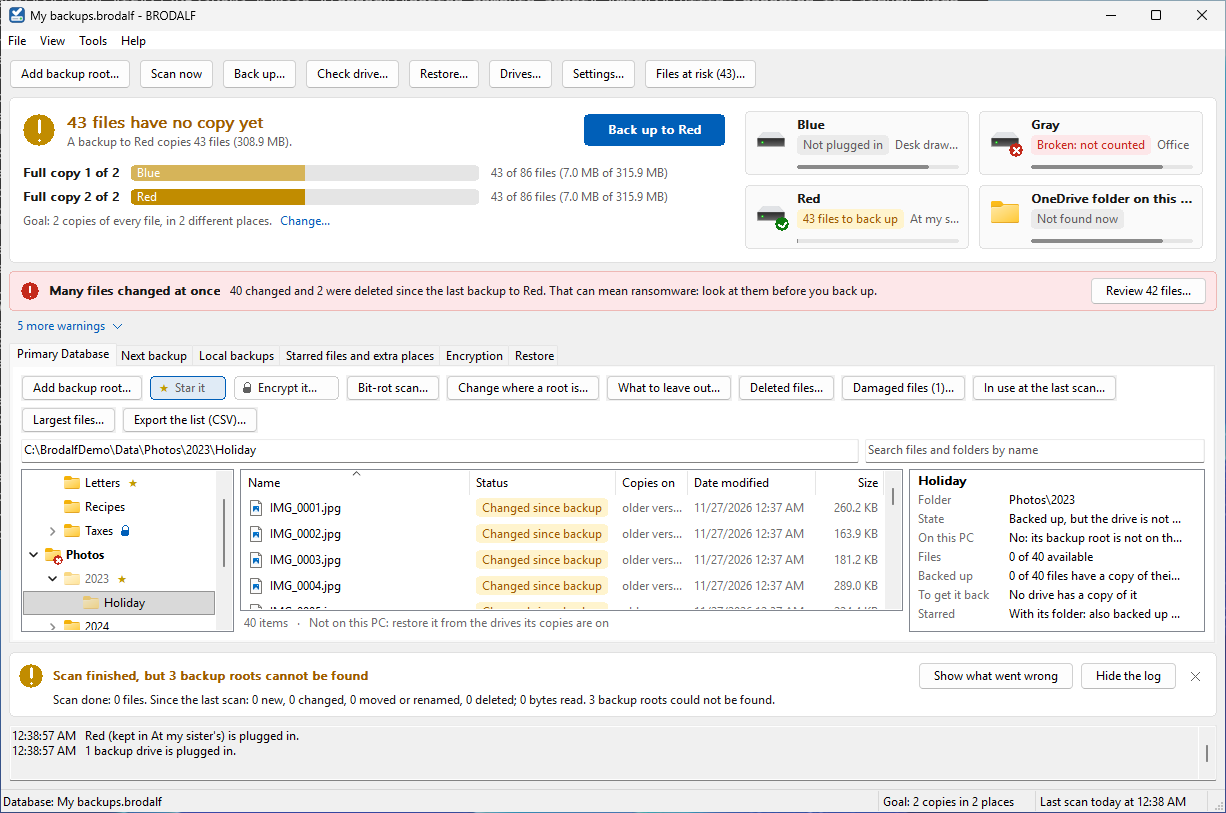 My backups.brodalf - BRODALF
File View Tools Help
Add backup root... Scan now Back up... Check drive... Restore... Drives... Settings... Files at risk (43)...
43 files have no copy yet
A backup to Red copies 43 files (308.9 MB).
Back up to Red
Full copy 1 of 2 Blue 43 of 86 files (7.0 MB of 315.9 MB)
Full copy 2 of 2 Red 43 of 86 files (7.0 MB of 315.9 MB)
Goal: 2 copies of every file, in 2 different places. Change...
Blue
Not plugged in Desk draw...
Gray
Broken: not counted Office
Red
43 files to back up At my s...
OneDrive folder on this ...
Not found now
Many files changed at once 40 changed and 2 were deleted since the last backup to Red. That can mean ransomware: look at them before you back up. Review 42 files...
5 more warnings
Primary Database Next backup Local backups Starred files and extra places Encryption Restore
Add backup root... Star it Encrypt it... Bit-rot scan... Change where a root is... What to leave out... Deleted files... Damaged files (1)... In use at the last scan...
Largest files... Export the list (CSV)...
C:\BrodalfDemo\Data\Photos\2023\Holiday Search files and folders by name
Letters
Recipes
Taxes
Photos
2023
Holiday
2024
Name Status Copies on Date modified Size
IMG_0001.jpg Changed since backup older vers... 11/27/2026 12:37 AM 260.2 KB
IMG_0002.jpg Changed since backup older vers... 11/27/2026 12:37 AM 163.9 KB
IMG_0003.jpg Changed since backup older vers... 11/27/2026 12:37 AM 181.2 KB
IMG_0004.jpg Changed since backup older vers... 11/27/2026 12:37 AM 289.0 KB
40 items · Not on this PC: restore it from the drives its copies are on
Holiday
Folder Photos\2023
State Backed up, but the drive is not ...
On this PC No: its backup root is not on th...
Files 0 of 40 available
Backed up 0 of 40 files have a copy of thei...
To get it back No drive has a copy of it
Starred With its folder: also backed up ...
Scan finished, but 3 backup roots cannot be found
Scan done: 0 files. Since the last scan: 0 new, 0 changed, 0 moved or renamed, 0 deleted; 0 bytes read. 3 backup roots could not be found.
Show what went wrong Hide the log
12:38:57 AM Red (kept in At my sister's) is plugged in.
12:38:57 AM 1 backup drive is plugged in.
Database: My backups.brodalf Goal: 2 copies in 2 places Last scan today at 12:38 AM